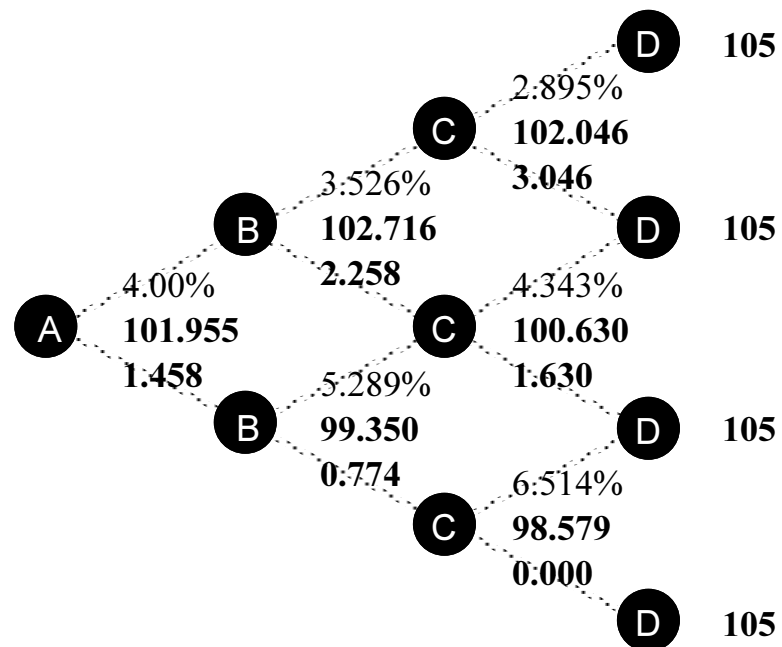 D 105
2.895%
C 102.046
3.046
3.526%
B 102.716 D 105
2.258
4.00% 4.343%
A 101.955 C 100.630
1.458 1.630
5.289%
B 99.350 D 105
0.774
6.514%
C 98.579
0.000
D 105